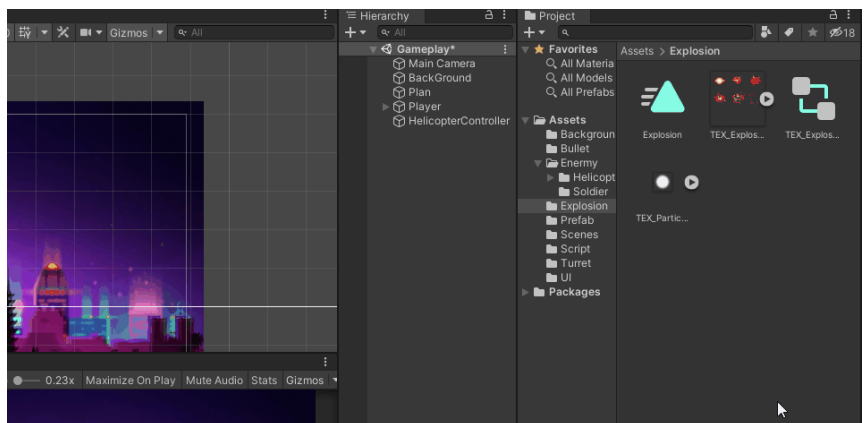 Gizmos
All
0.23x Maximize On Play Mute Audio Stats Gizmos
Hierarchy
All
Gameplay*
Main Camera
BackGround
Plan
Player
HelicopterController
Project
18
Favorites
All Materia
All Models
All Prefabs
Assets
Backgroun
Bullet
Enemy
Helicopt
Soldier
Explosion
Prefab
Scenes
Script
Turret
UI
Packages
Assets > Explosion
Explosion
TEX_Explos...
TEX_Explos...
TEX_Partic...